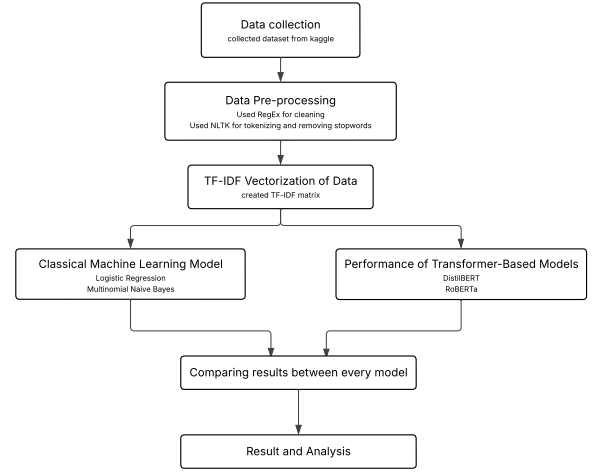 Data collection
collected dataset from kaggle
Data Pre-processing
Used RegEx for cleaning
Used NLTK for tokenizing and removing stopwords
TF-IDF Vectorization of Data
created TF-IDF matrix
Classical Machine Learning Model
Logistic Regression
Multinomial Naive Bayes
Performance of Transformer-Based Models
DistilBERT
RoBERTa
Comparing results between every model
Result and Analysis